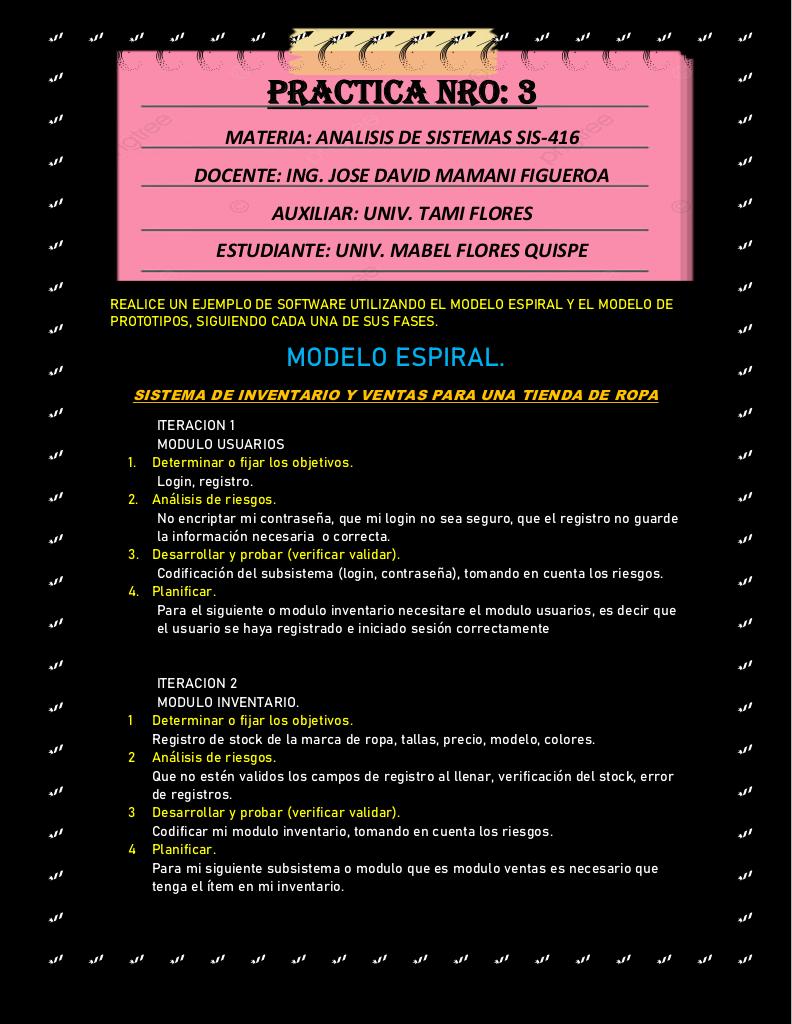 PRACTICA NRO: 3
MATERIA: ANALISIS DE SISTEMAS SIS-416
DOCENTE: ING. JOSE DAVID MAMANI FIGUEROA
AUXILIAR: UNIV. TAMI FLORES
ESTUDIANTE: UNIV. MABEL FLORES QUISPE
REALICE UN EJEMPLO DE SOFTWARE UTILIZANDO EL MODELO ESPIRAL Y EL MODELO DE
PROTOTIPOS, SIGUIENDO CADA UNA DE SUS FASES.
MODELO ESPIRAL.
SISTEMA DE INVENTARIO Y VENTAS PARA UNA TIENDA DE ROPA
ITERACION 1
MODULO USUARIOS
1. Determinar o fijar los objetivos.
Login, registro.
2. Análisis de riesgos.
No encriptar mi contraseña, que mi login no sea seguro, que el registro no guarde
la información necesaria o correcta.
3. Desarrollar y probar (verificar validar).
Codificación del subsistema (login, contraseña), tomando en cuenta los riesgos.
4. Planificar.
Para el siguiente o modulo inventario necesitare el modulo usuarios, es decir que
el usuario se haya registrado e iniciado sesión correctamente
ITERACION 2
MODULO INVENTARIO.
1 Determinar o fijar los objetivos.
Registro de stock de la marca de ropa, tallas, precio, modelo, colores.
2 Análisis de riesgos.
Que no estén validos los campos de registro al llenar, verificación del stock, error
de registros.
3 Desarrollar y probar (verificar validar).
Codificar mi modulo inventario, tomando en cuenta los riesgos.
4 Planificar.
Para mi siguiente subsistema o modulo que es modulo ventas es necesario que
tenga el ítem en mi inventario.